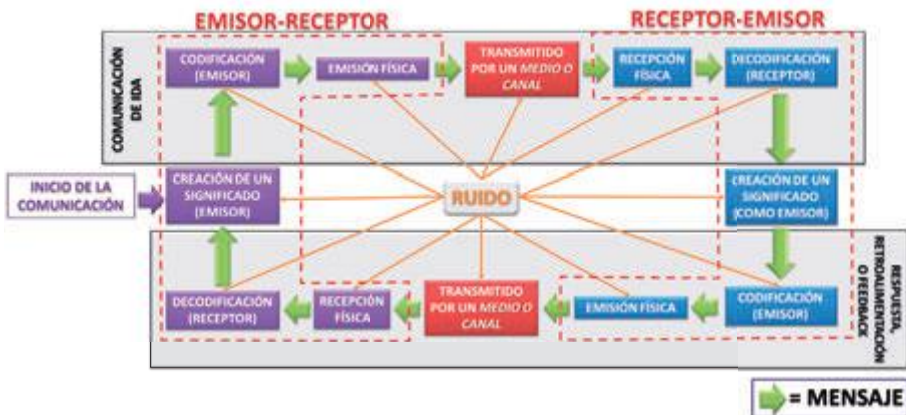 EMISOR-RECEPTOR
RECEPTOR-EMISOR
COMUNICACIÓN
DE IDA
CODIFICACIÓN
(EMISOR)
EMISIÓN FÍSICA
TRANSMITIDO
POR UN MEDIO O
CANAL
RECEPCIÓN
FÍSICA
DECODIFICACIÓN
(RECEPTOR)
INICIO DE LA
COMUNICACIÓN
CREACIÓN DE UN
SIGNIFICADO
(EMISOR)
RUIDO
CREACIÓN DE UN
SIGNIFICADO
(COMO EMISOR)
DECODIFICACIÓN
(RECEPTOR)
RECEPCIÓN
FÍSICA
TRANSMITIDO
POR UN MEDIO O
CANAL
EMISIÓN FÍSICA
CODIFICACIÓN
(EMISOR)
RESPUESTA,
RETROALIMENTACIÓN
O FEEDBACK
= MENSAJE